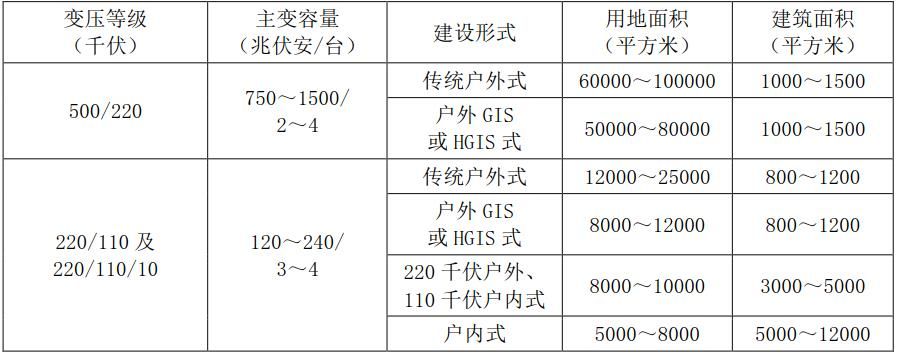 变压等级
（千伏）
主变容量
（兆伏安/台）
建设形式
用地面积
（平方米）
建筑面积
（平方米）
500/220
750～1500/
2～4
传统户外式
60000～100000
1000～1500
户外 GIS
或 HGIS 式
50000～80000
1000～1500
220/110 及
220/110/10
120～240/
3～4
传统户外式
12000～25000
800～1200
户外 GIS
或 HGIS 式
8000～12000
800～1200
220 千伏户外、
110 千伏户内式
8000～10000
3000～5000
户内式
5000～8000
5000～12000